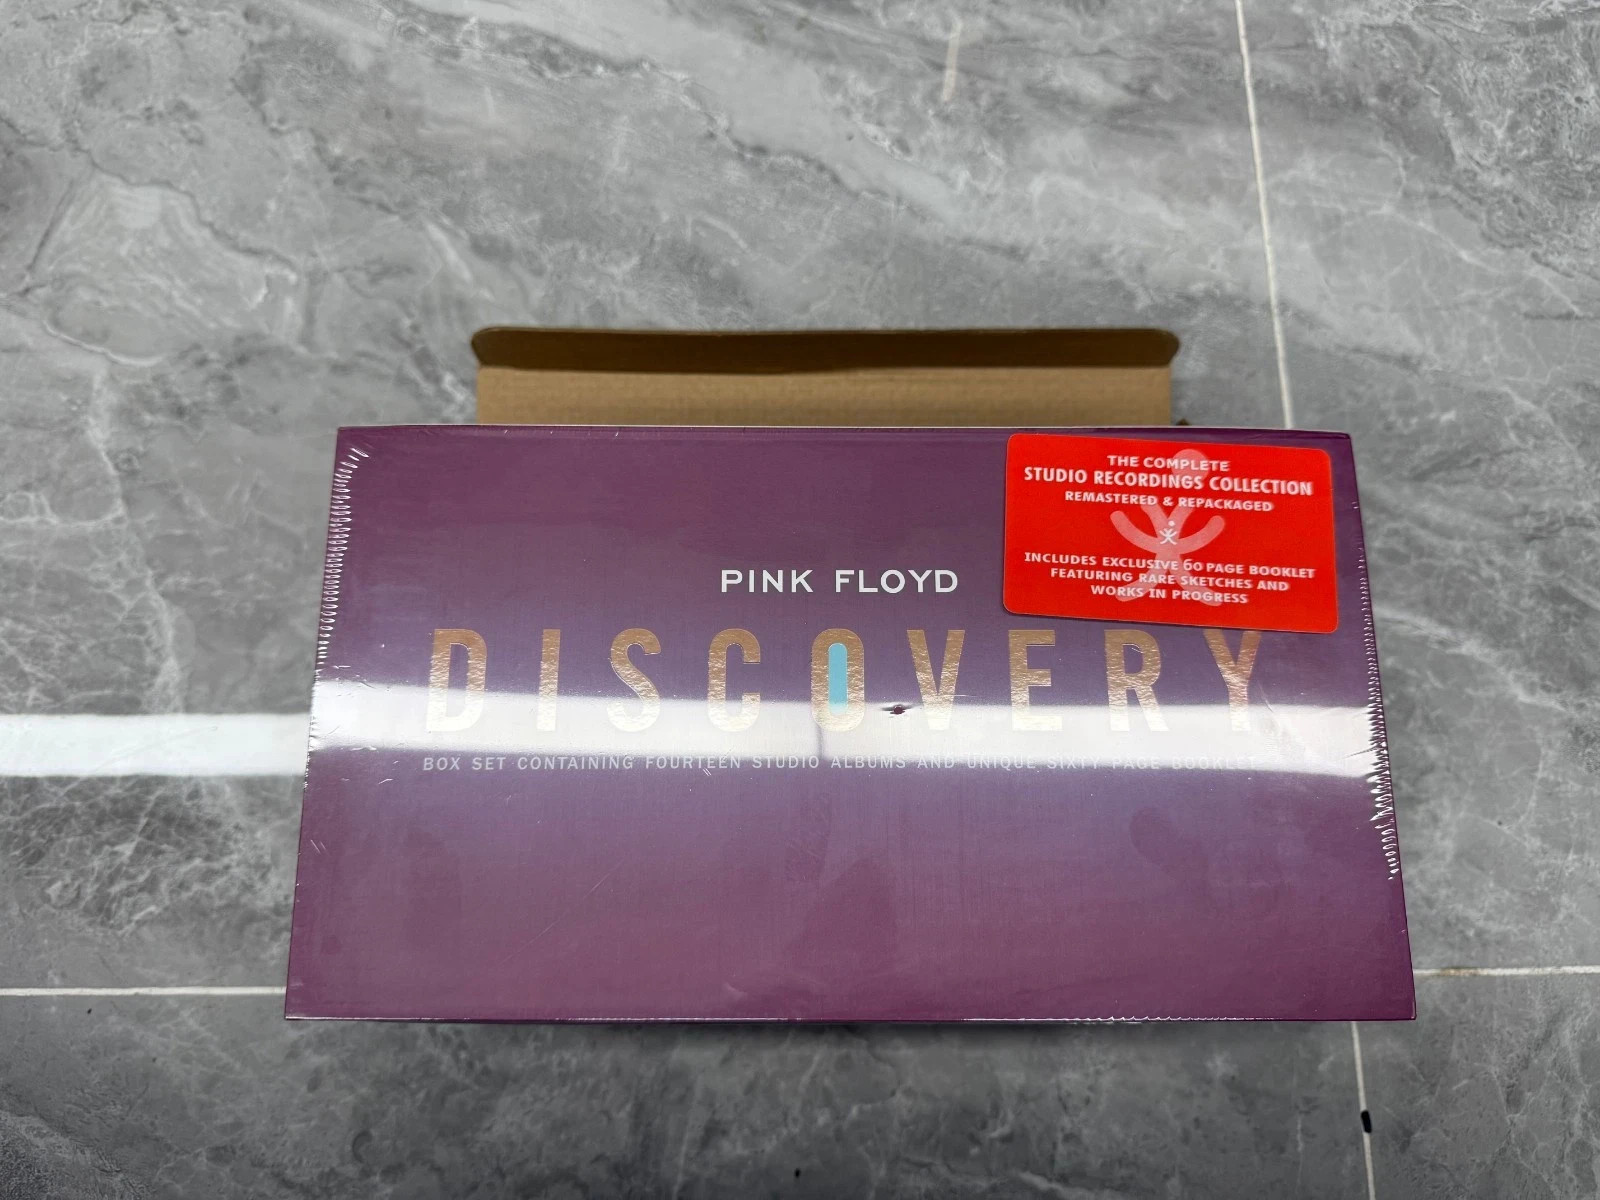 THE COMPLETE
STUDIO RECORDINGS COLLECTION
REMASTERED & REPACKAGED
INCLUDES EXCLUSIVE 60 PAGE BOOKLET
FEATURING RARE SKETCHES AND
WORKS IN PROGRESS
PINK FLOYD
DISCOVERY
BOX SET CONTAINING FOURTEEN STUDIO ALBUMS AND UNIQUE SIXTY PAGE BOOKLET